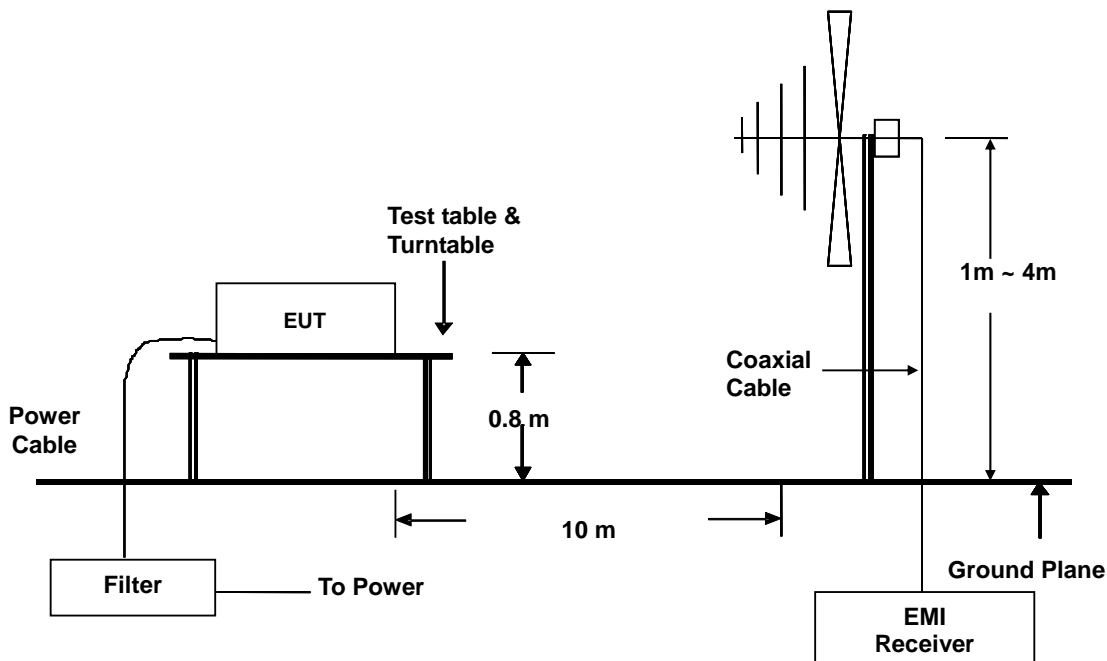 Test table &
Turntable
EUT
1m ~ 4m
Coaxial
Cable
0.8 m
Power
Cable
10 m
Filter
To Power
Ground Plane
EMI
Receiver